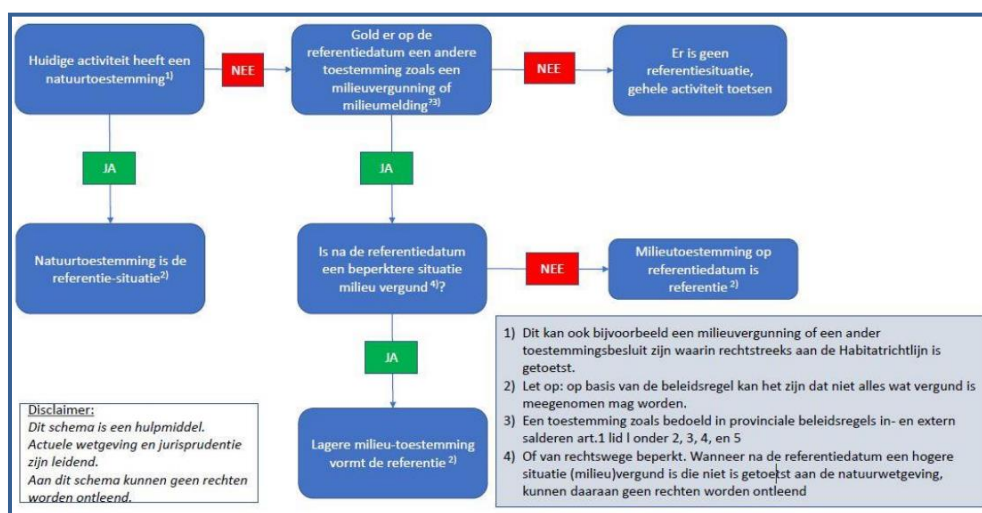 Huidige activiteit heeft een
natuurtoestemming1)
NEE
Gold er op de
referentiedatum een andere
toestemming zoals een
milieuvergunning of
milieumelding?3)
NEE
Er is geen
referentiesituatie,
gehele activiteit toetsen
JA
JA
Natuurtoestemming is de
referentie-situatie2)
Is na de referentiedatum
een beperktere situatie
milieu vergund 4)?
NEE
Milieutoestemming op
referentiedatum is
referentie 2)
JA
Lagere milieu-toestemming
vormt de referentie 2)
Disclaimer:
Dit schema is een hulpmiddel.
Actuele wetgeving en jurisprudentie
zijn leidend.
Aan dit schema kunnen geen rechten
worden ontleend.
1) Dit kan ook bijvoorbeeld een milieuvergunning of een ander
toestemmingsbesluit zijn waarin rechtstreeks aan de Habitatrichtlijn is
getoetst.
2) Let op: op basis van de beleidsregel kan het zijn dat niet alles wat vergund is
meegenomen mag worden.
3) Een toestemming zoals bedoeld in provinciale beleidsregels in- en extern
salderen art.1 lid l onder 2, 3, 4, en 5
4) Of van rechtswege beperkt. Wanneer na de referentiedatum een hogere
situatie (milieu)vergund is die niet is getoetst aan de natuurwetgeving,
kunnen daaraan geen rechten worden ontleend